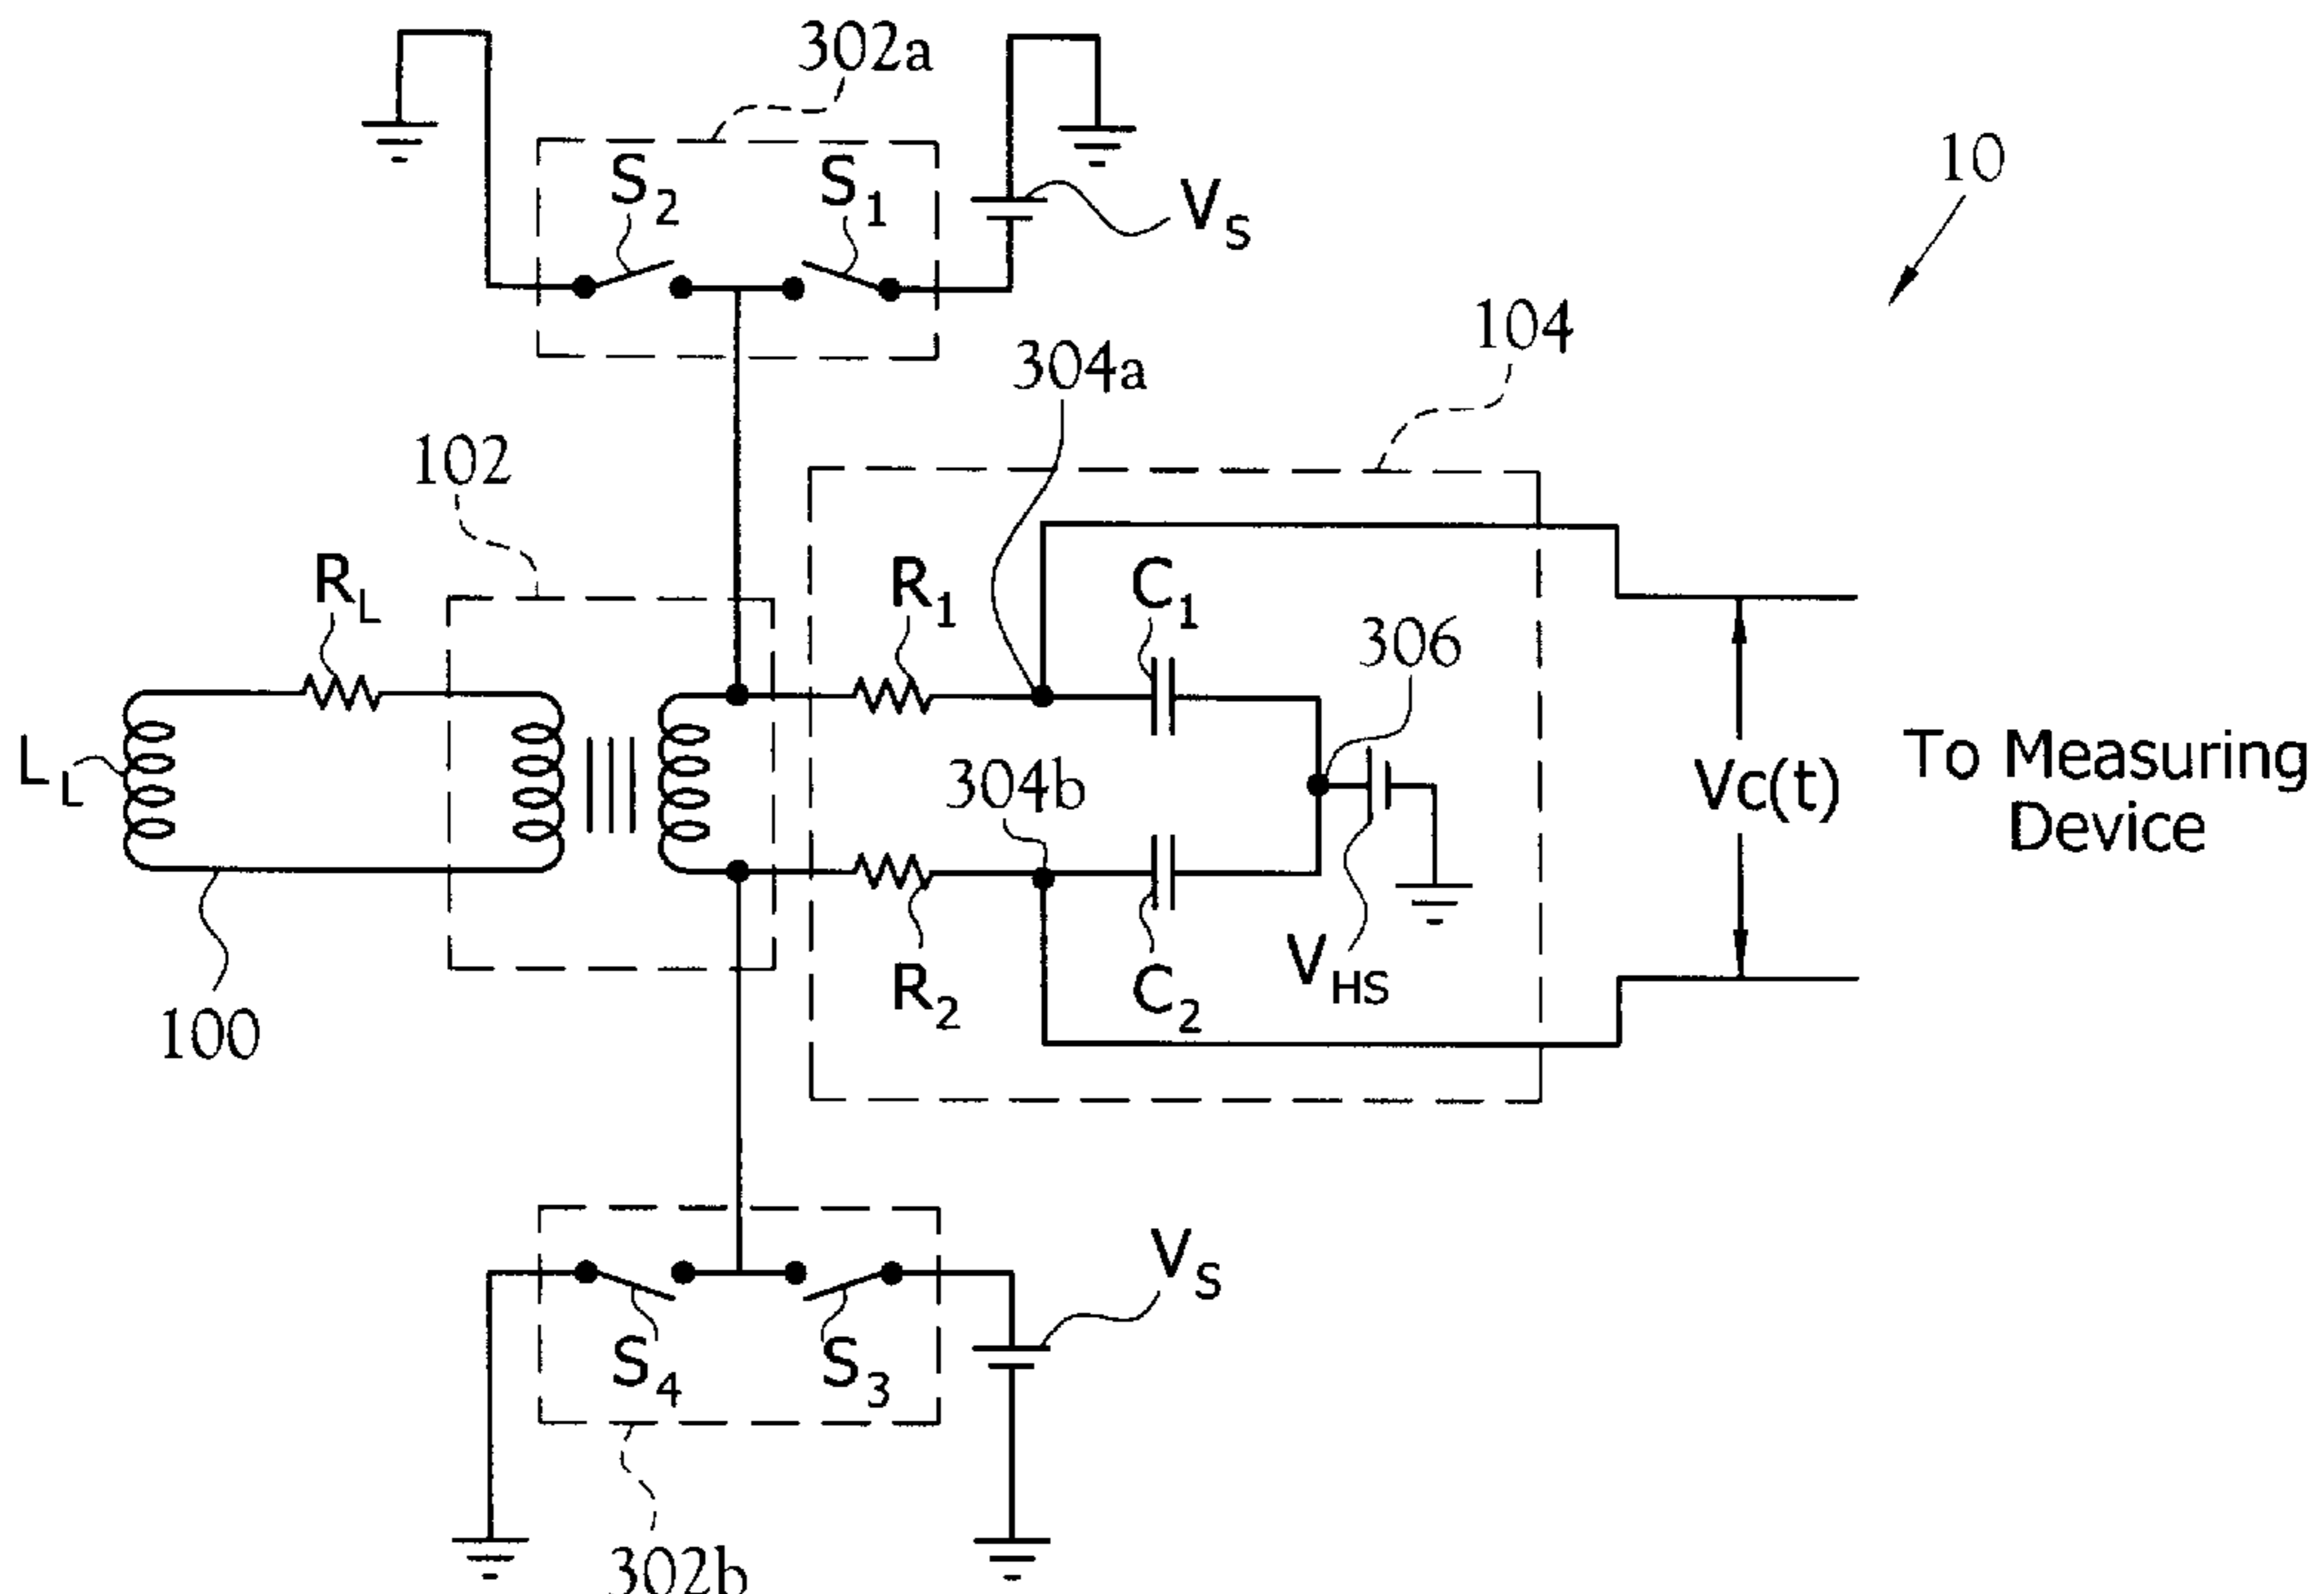 302a
S2
S1
VS
10
304a
104
102
RL
R1
C1
306
LL
304b
Vc(t)
To Measuring
Device
R2
C2
VHS
100
VS
S4
S3
302b